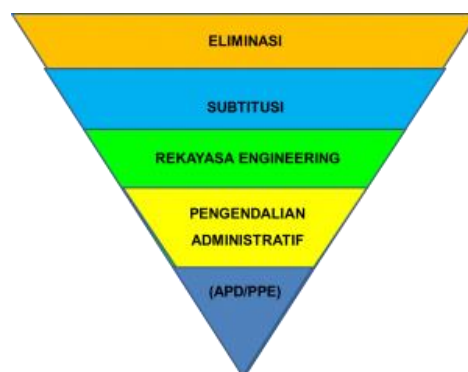 ELIMINASI
SUBTITUSI
REKAYASA ENGINEERING
PENGENDALIAN
ADMINISTRATIF
(APD/PPE)